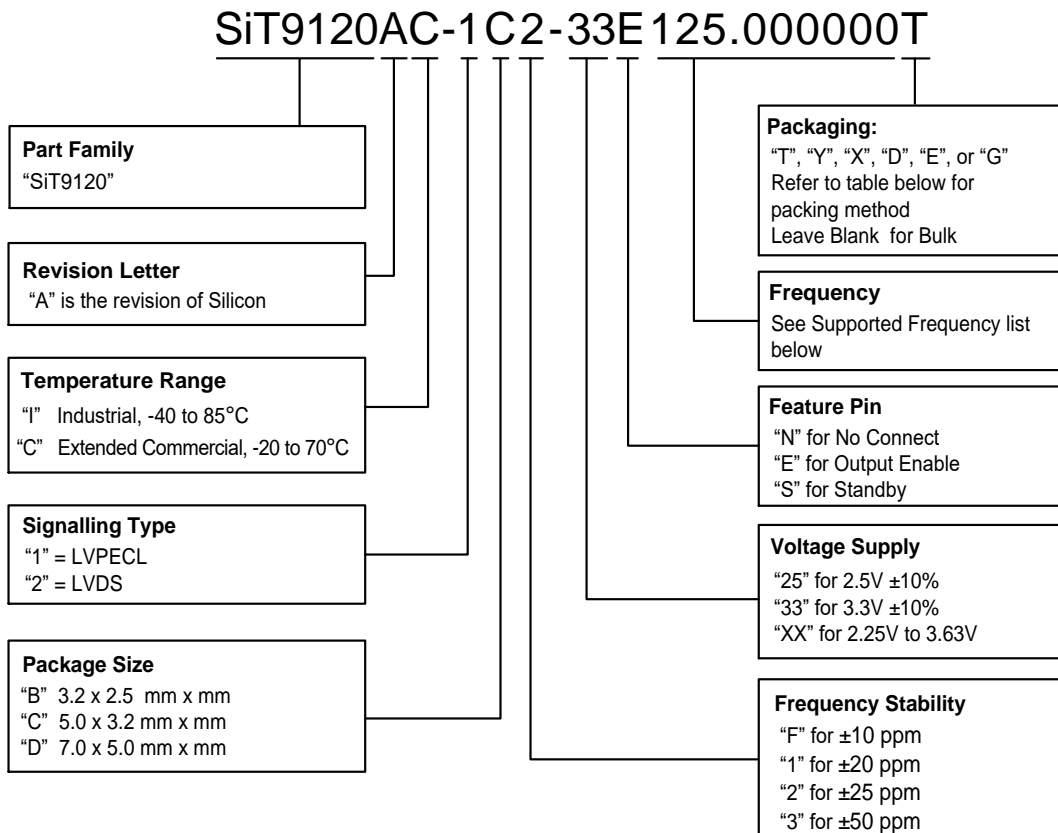 SiT9120AC-1C2-33E125.000000T
Part Family
“SiT9120”
Revision Letter
“A” is the revision of Silicon
Temperature Range
“I” Industrial, -40 to 85°C
“C” Extended Commercial, -20 to 70°C
Signalling Type
“1” = LVPECL
“2” = LVDS
Package Size
“B” 3.2 x 2.5 mm x mm
“C” 5.0 x 3.2 mm x mm
“D” 7.0 x 5.0 mm x mm
Packaging:
“T”, “Y”, “X”, “D”, “E”, or “G”
Refer to table below for
packing method
Leave Blank for Bulk
Frequency
See Supported Frequency list
below
Feature Pin
“N” for No Connect
“E” for Output Enable
“S” for Standby
Voltage Supply
“25” for 2.5V ±10%
“33” for 3.3V ±10%
“XX” for 2.25V to 3.63V
Frequency Stability
“F” for ±10 ppm
“1” for ±20 ppm
“2” for ±25 ppm
“3” for ±50 ppm